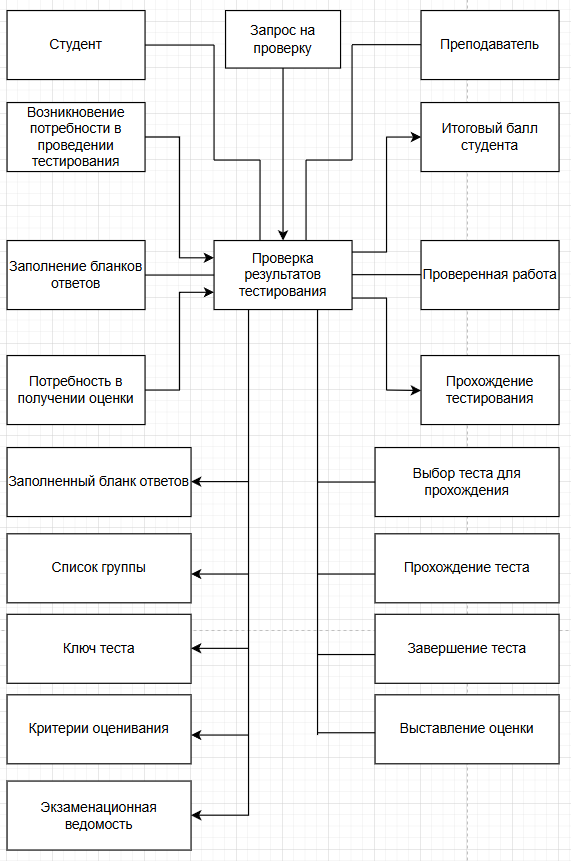 Студент
Запрос на
проверку
Преподаватель
Возникновение
потребности в
проведении
тестирования
Итоговый балл
студента
Заполнение бланков
ответов
Проверка
результатов
тестирования
Проверенная работа
Потребность в
получении оценки
Прохождение
тестирования
Заполненный бланк ответов
Выбор теста для
прохождения
Список группы
Прохождение теста
Ключ теста
Завершение теста
Критерии оценивания
Выставление оценки
Экзаменационная
ведомость